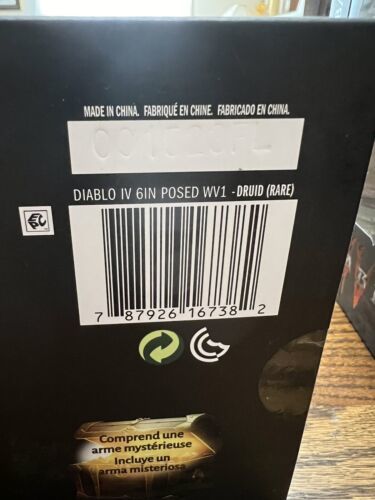 MADE IN CHINA. FABRIQUÉ EN CHINE. FABRICADO EN CHINA.
DIABLO IV 6IN POSED WV1 -DRUID (RARE)
7 87926 16738 2
Comprend une
arme mystérieuse
Incluye un
arma misteriosa